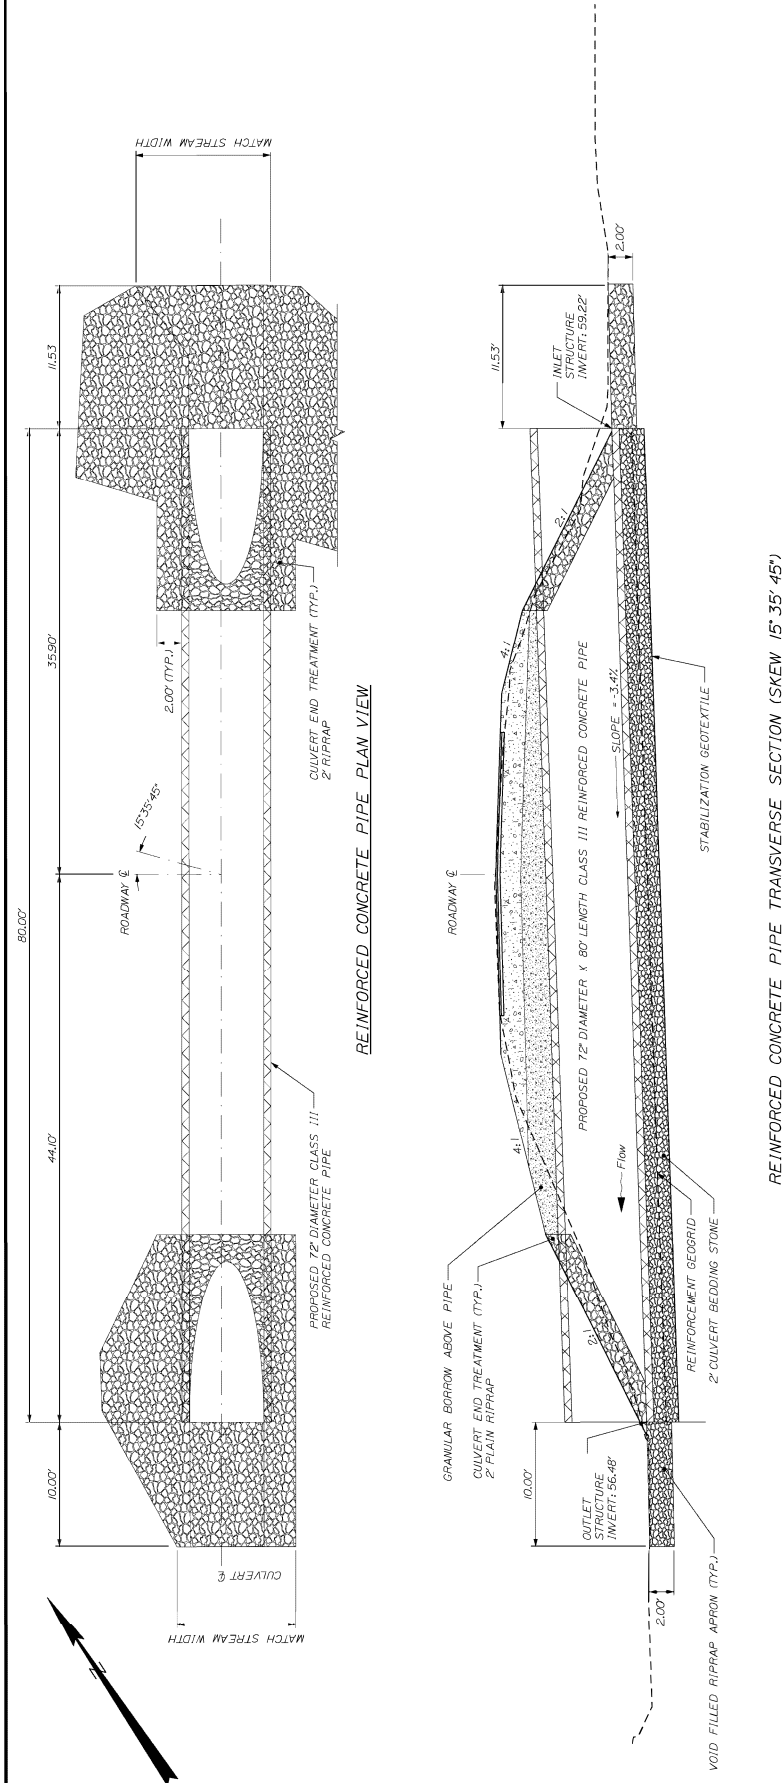 MATCH STREAM WIDTH
11.53
80.00'
35.90'
44.10'
10.00'
2.00' (TYP.)
15°35'45"
ROADWAY ℄
CULVERT END TREATMENT (TYP.)
2' RIPRAP
PROPOSED 72" DIAMETER CLASS III
REINFORCED CONCRETE PIPE
CULVERT ℄
MATCH STREAM WIDTH
N
REINFORCED CONCRETE PIPE PLAN VIEW
2.00'
11.53'
INLET
STRUCTURE
INVERT: 59.22'
2:1
4:1
ROADWAY ℄
4:1
2:1
PROPOSED 72" DIAMETER X 80' LENGTH CLASS III REINFORCED CONCRETE PIPE
SLOPE = -3.4%
Flow
STABILIZATION GEOTEXTILE
GRANULAR BORROW ABOVE PIPE
CULVERT END TREATMENT (TYP.)
2' PLAIN RIPRAP
10.00'
OUTLET
STRUCTURE
INVERT: 56.48'
2.00'
REINFORCEMENT GEOGRID
2' CULVERT BEDDING STONE
VOID FILLED RIPRAP APRON (TYP.)
REINFORCED CONCRETE PIPE TRANSVERSE SECTION (SKEW 15° 35' 45")